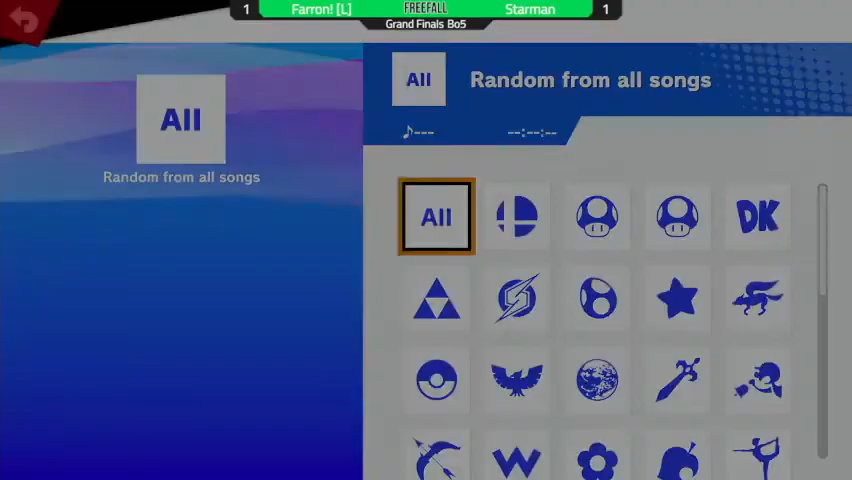 1 Farron! [L] FREEFALL Starman 1
Grand Finals Bo5
All Random from all songs
All
Random from all songs
♪--- --:--:--
All
DK